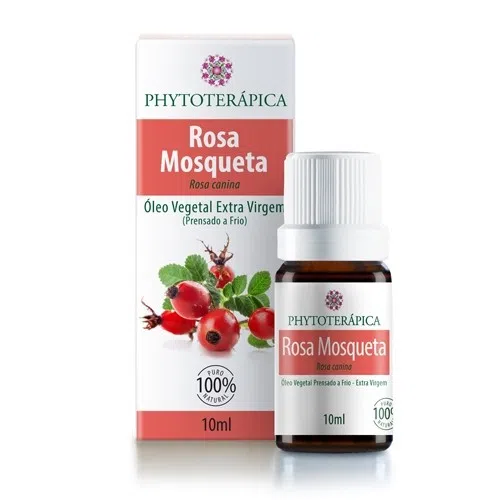 PHYTOTERÁPICA
Rosa
Mosqueta
Rosa canina
Óleo Vegetal Extra Virgem
(Prensado a Frio)
PURO
100%
NATURAL
10ml
PHYTOTERÁPICA
Rosa Mosqueta
Rosa canina
Óleo Vegetal Prensado a Frio - Extra Virgem
100%
10ml